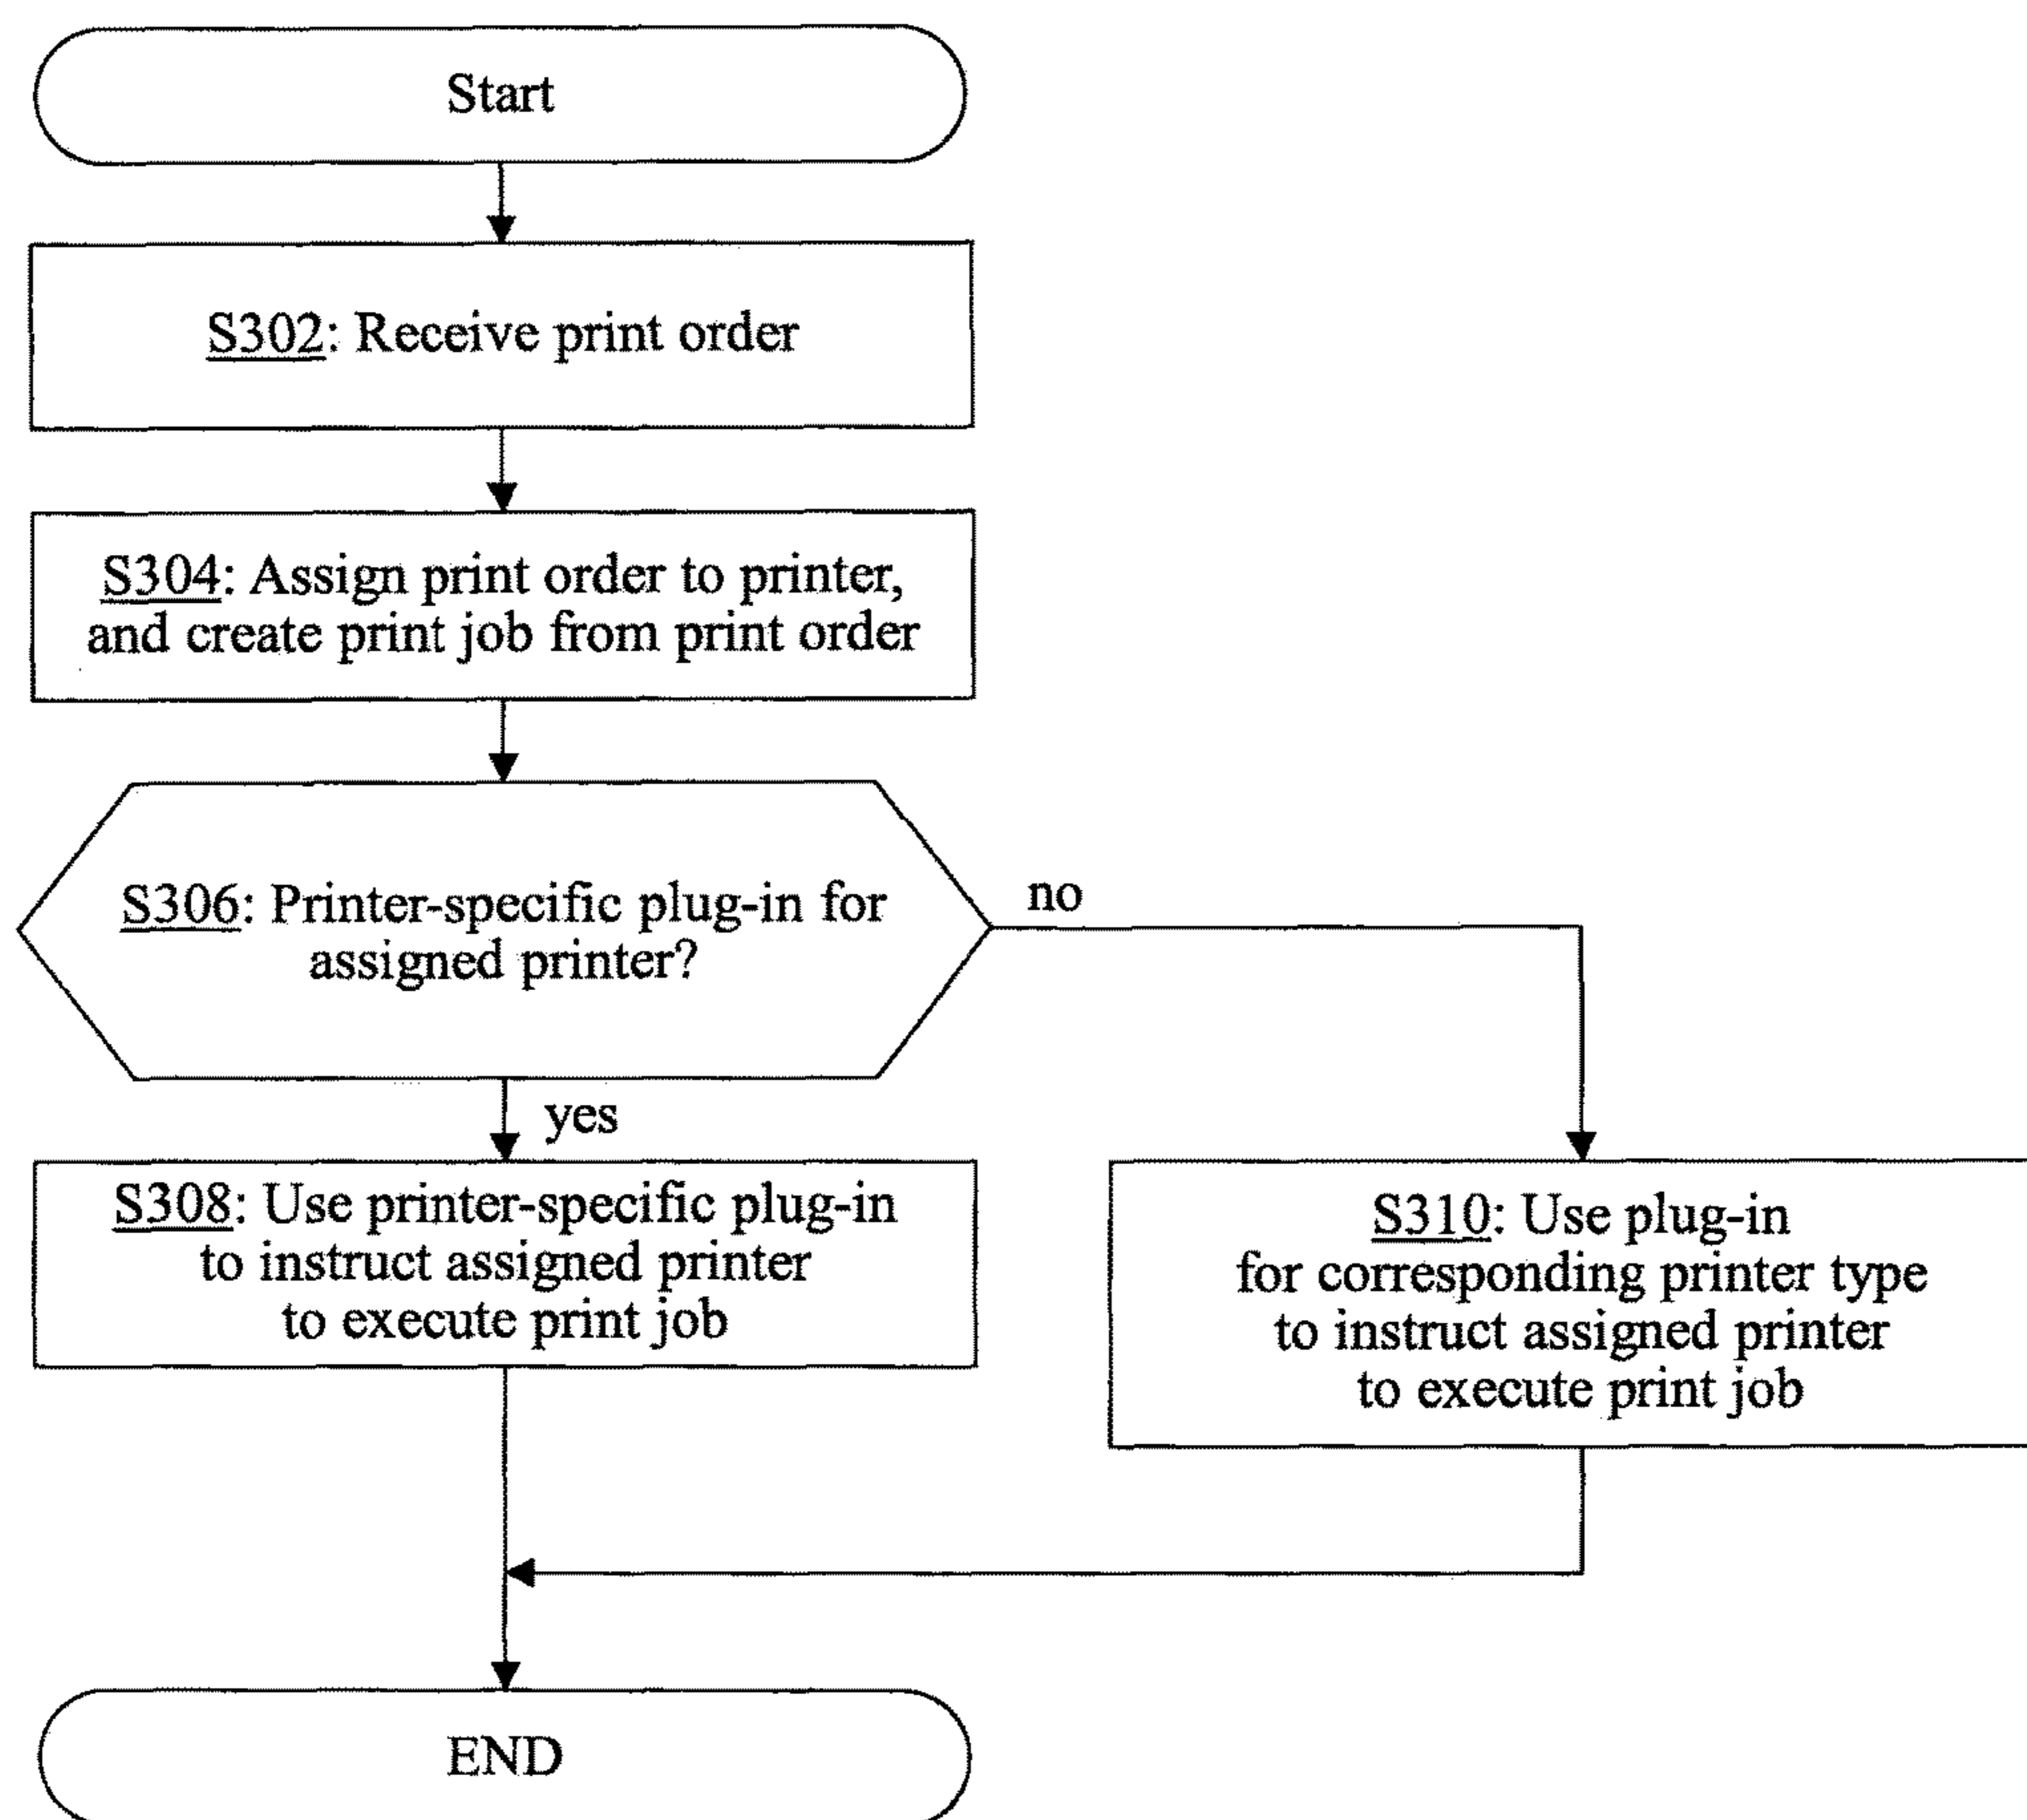 Start
S302: Receive print order
S304: Assign print order to printer,
and create print job from print order
S306: Printer-specific plug-in for
assigned printer?
no
yes
S308: Use printer-specific plug-in
to instruct assigned printer
to execute print job
S310: Use plug-in
for corresponding printer type
to instruct assigned printer
to execute print job
END